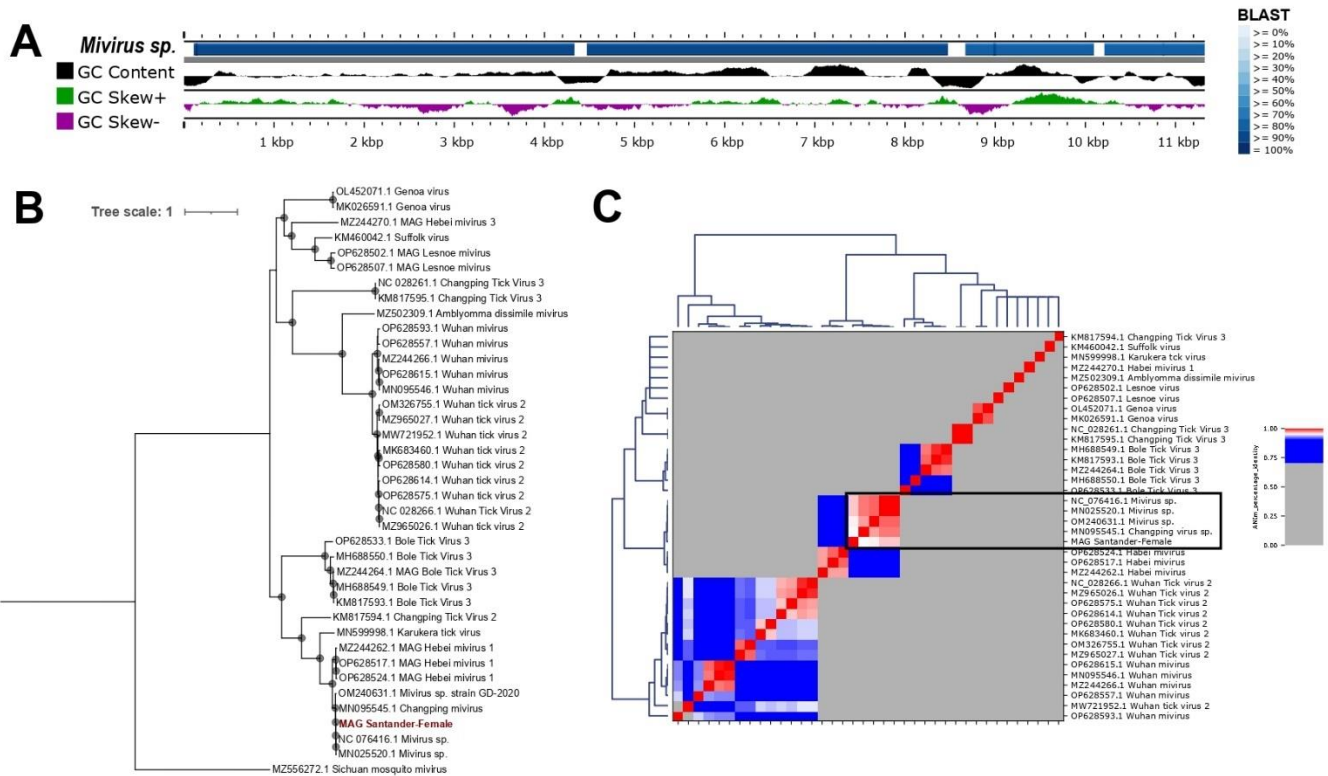 A
Mivirus sp.
GC Content
GC Skew+
GC Skew-
1 kbp
2 kbp
3 kbp
4 kbp
5 kbp
6 kbp
7 kbp
8 kbp
9 kbp
10 kbp
11 kbp
BLAST
>= 0%
>= 10%
>= 20%
>= 30%
>= 40%
>= 50%
>= 60%
>= 70%
>= 80%
>= 90%
= 100%
B
Tree scale: 1
OL452071.1 Genoa virus
MK026591.1 Genoa virus
MZ244270.1 MAG Hebei mivirus 3
KM460042.1 Suffolk virus
OP628502.1 MAG Lesnoe mivirus
OP628507.1 MAG Lesnoe mivirus
NC 028261.1 Changping Tick Virus 3
KM817595.1 Changping Tick Virus 3
MZ502309.1 Amblyomma dissimile mivirus
OP628593.1 Wuhan mivirus
OP628557.1 Wuhan mivirus
MZ244266.1 Wuhan mivirus
OP628615.1 Wuhan mivirus
MN095546.1 Wuhan mivirus
OM326755.1 Wuhan tick virus 2
MZ965027.1 Wuhan tick virus 2
MW721952.1 Wuhan tick virus 2
MK683460.1 Wuhan tick virus 2
OP628580.1 Wuhan tick virus 2
OP628614.1 Wuhan tick virus 2
OP628575.1 Wuhan tick virus 2
NC 028266.1 Wuhan Tick Virus 2
MZ965026.1 Wuhan tick virus 2
OP628533.1 Bole Tick Virus 3
MH688550.1 Bole Tick Virus 3
MZ244264.1 MAG Bole Tick Virus 3
MH688549.1 Bole Tick Virus 3
KM817593.1 Bole Tick Virus 3
KM817594.1 Changping Tick Virus 2
MN599998.1 Karukera tick virus
MZ244262.1 MAG Hebei mivirus 1
OP628517.1 MAG Hebei mivirus 1
OP628524.1 MAG Hebei mivirus 1
OM240631.1 Mivirus sp. strain GD-2020
MN095545.1 Changping mivirus
MAG Santander-Female
NC 076416.1 Mivirus sp.
MN025520.1 Mivirus sp.
MZ556272.1 Sichuan mosquito mivirus
C
KM817594.1 Changping Tick Virus 3
KM460042.1 Suffolk virus
MN599998.1 Karukera tck virus
MZ244270.1 Habei mivirus 1
MZ502309.1 Amblyomma dissimile mivirus
OP628502.1 Lesnoe virus
OP628507.1 Lesnoe virus
OL452071.1 Genoa virus
MK026591.1 Genoa virus
NC_028261.1 Changping Tick Virus 3
KM817595.1 Changping Tick Virus 3
MH688549.1 Bole Tick Virus 3
KM817593.1 Bole Tick Virus 3
MZ244264.1 Bole Tick Virus 3
MH688550.1 Bole Tick Virus 3
OP628533.1 Bole Tick Virus 3
NC_076416.1 Mivirus sp.
MN025520.1 Mivirus sp.
OM240631.1 Mivirus sp.
MN095545.1 Changping virus sp.
MAG Santander-Female
OP628524.1 Habei mivirus
OP628517.1 Habei mivirus
MZ244262.1 Habei mivirus
NC_028266.1 Wuhan Tick virus 2
MZ965026.1 Wuhan Tick virus 2
OP628575.1 Wuhan Tick virus 2
OP628614.1 Wuhan Tick virus 2
OP628580.1 Wuhan Tick virus 2
MK683460.1 Wuhan Tick virus 2
OM326755.1 Wuhan Tick virus 2
MZ965027.1 Wuhan Tick virus 2
OP628615.1 Wuhan mivirus
MN095546.1 Wuhan mivirus
MZ244266.1 Wuhan mivirus
OP628557.1 Wuhan mivirus
MW721952.1 Wuhan tick virus 2
OP628593.1 Wuhan mivirus
ANIm_percentage_identity
1.00
0.75
0.50
0.25
0.00